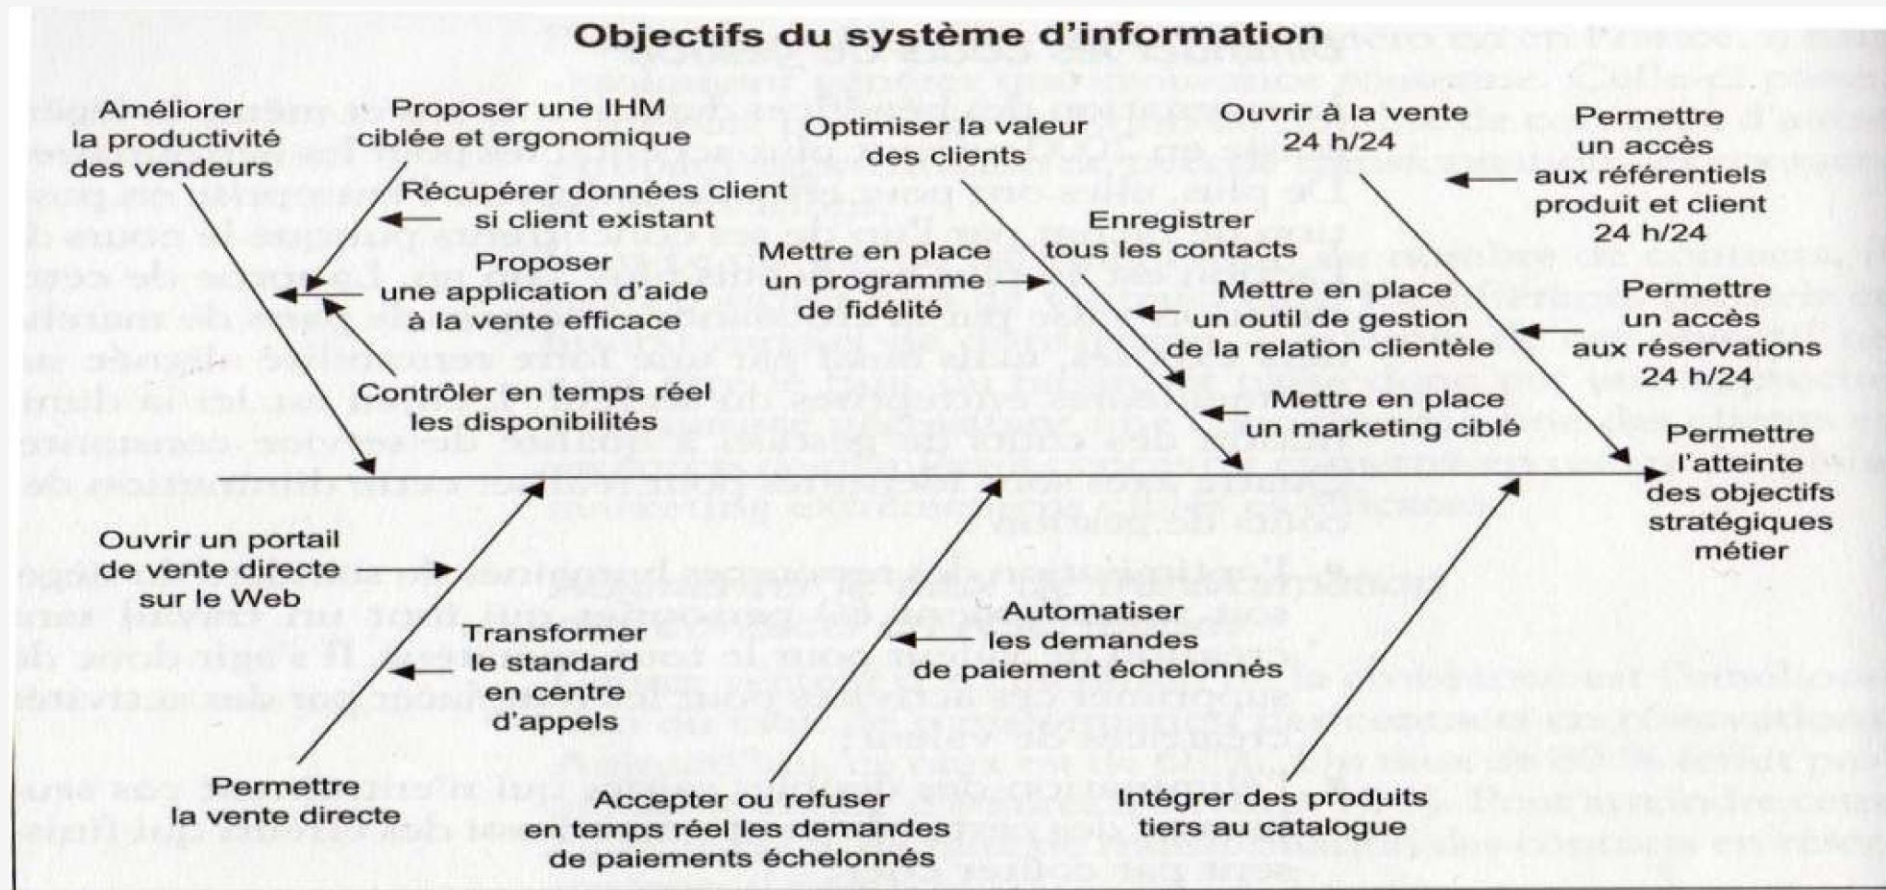 Objectifs du système d'information
Améliorer
la productivité
des vendeurs
Proposer une IHM
ciblée et ergonomique
Récupérer données client
si client existant
Proposer
une application d'aide
à la vente efficace
Contrôler en temps réel
les disponibilités
Optimiser la valeur
des clients
Mettre en place
un programme
de fidélité
Enregistrer
tous les contacts
Mettre en place
un outil de gestion
de la relation clientèle
Mettre en place
un marketing ciblé
Ouvrir à la vente
24 h/24
Permettre
un accès
aux référentiels
produit et client
24 h/24
Permettre
un accès
aux réservations
24 h/24
Permettre
l'atteinte
des objectifs
stratégiques
métier
Ouvrir un portail
de vente directe
sur le Web
Transformer
le standard
en centre
d'appels
Permettre
la vente directe
Automatiser
les demandes
de paiement échelonnés
Accepter ou refuser
en temps réel les demandes
de paiements échelonnés
Intégrer des produits
tiers au catalogue